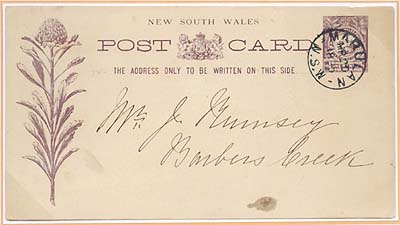 NEW SOUTH WALES
POST CARD
THE ADDRESS ONLY TO BE WRITTEN ON THIS SIDE.
MARULAN
N.S.W
Mr. J. Rumsey
Barbers Creek